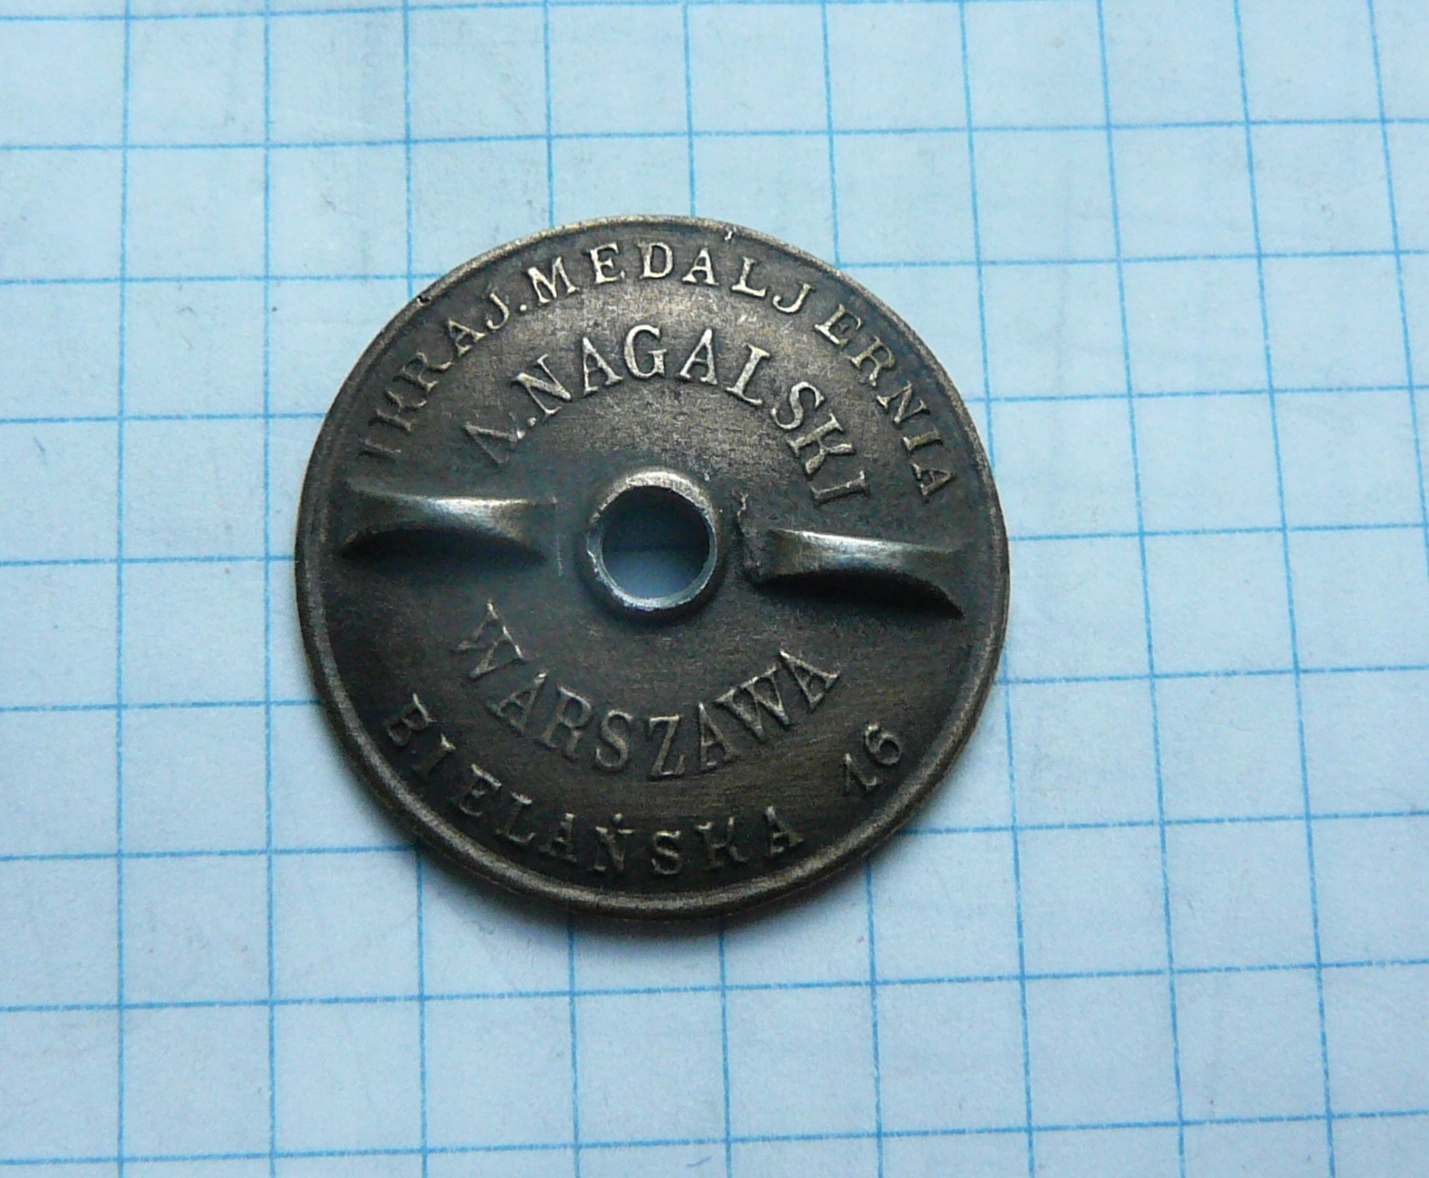 I KRAJ. MEDALJERNIA
A. NAGALSKI
WARSZAWA
BIELAŃSKA 16